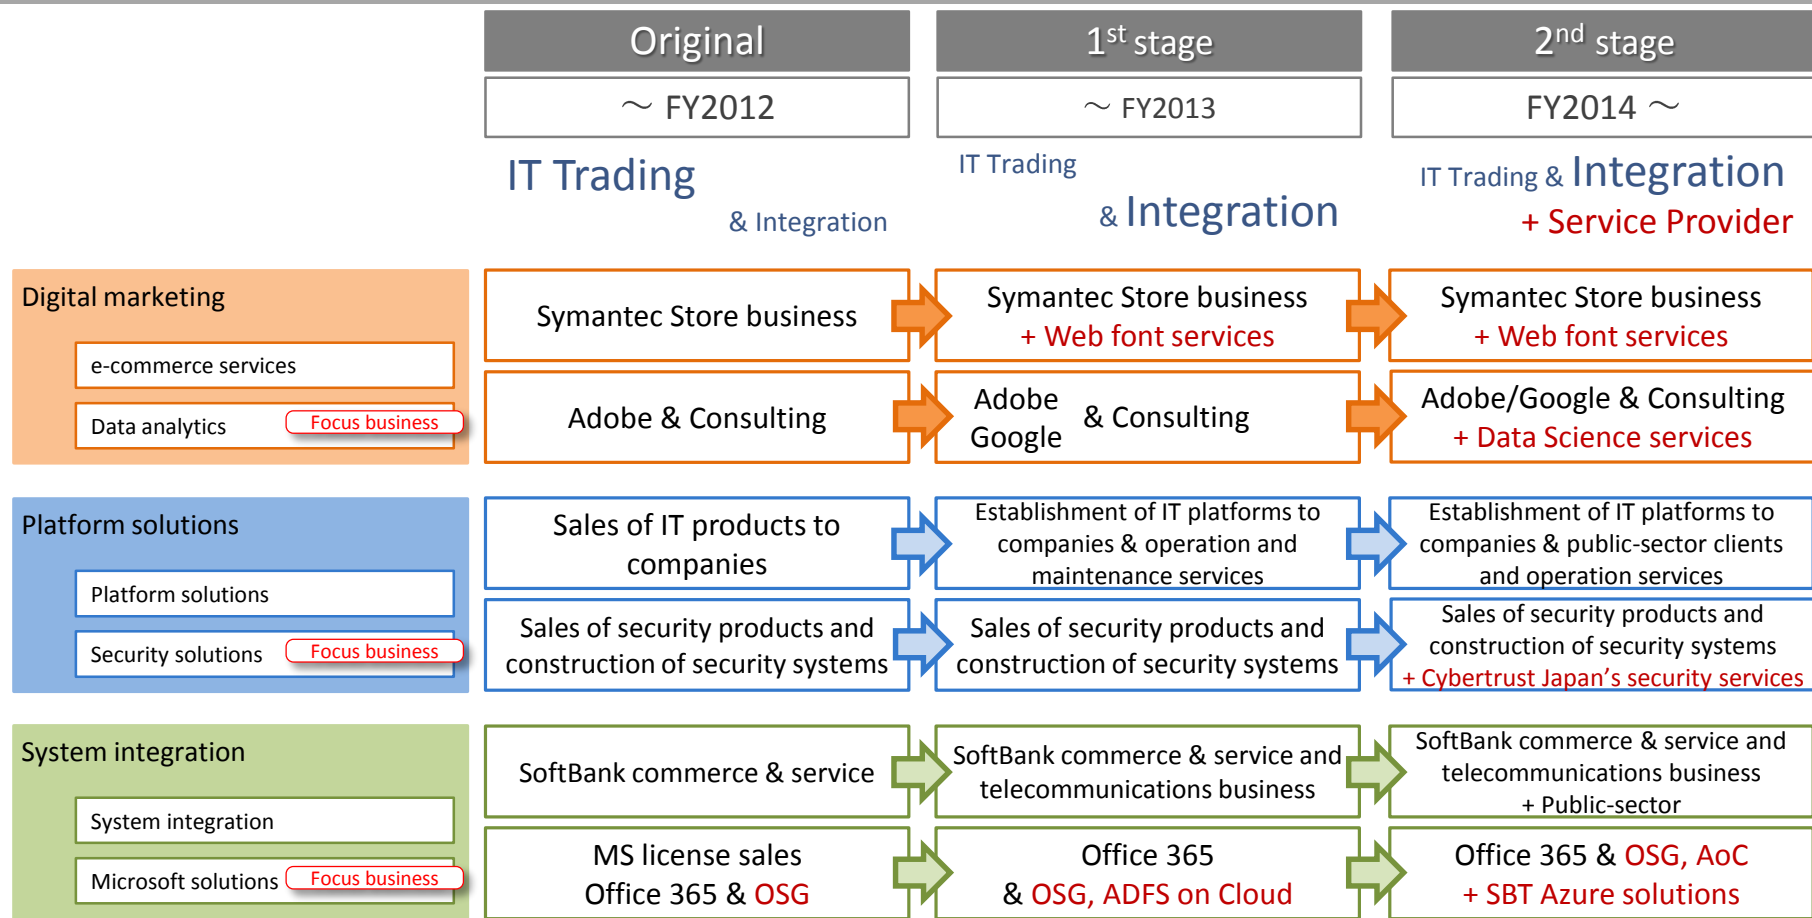 Original
1st stage
2nd stage
～ FY2012
～ FY2013
FY2014 ～
IT Trading
& Integration
IT Trading
& Integration
IT Trading & Integration
+ Service Provider
Digital marketing
e-commerce services
Data analytics
Focus business
Symantec Store business
Symantec Store business
+ Web font services
Symantec Store business
+ Web font services
Adobe & Consulting
Adobe
Google
& Consulting
Adobe/Google & Consulting
+ Data Science services
Platform solutions
Platform solutions
Security solutions
Focus business
Sales of IT products to
companies
Establishment of IT platforms to
companies & operation and
maintenance services
Establishment of IT platforms to
companies & public-sector clients
and operation services
Sales of security products and
construction of security systems
Sales of security products and
construction of security systems
Sales of security products and
construction of security systems
+ Cybertrust Japan’s security services
System integration
System integration
Microsoft solutions
Focus business
SoftBank commerce & service
SoftBank commerce & service and
telecommunications business
SoftBank commerce & service and
telecommunications business
+ Public-sector
MS license sales
Office 365 & OSG
Office 365
& OSG, ADFS on Cloud
Office 365 & OSG, AoC
+ SBT Azure solutions